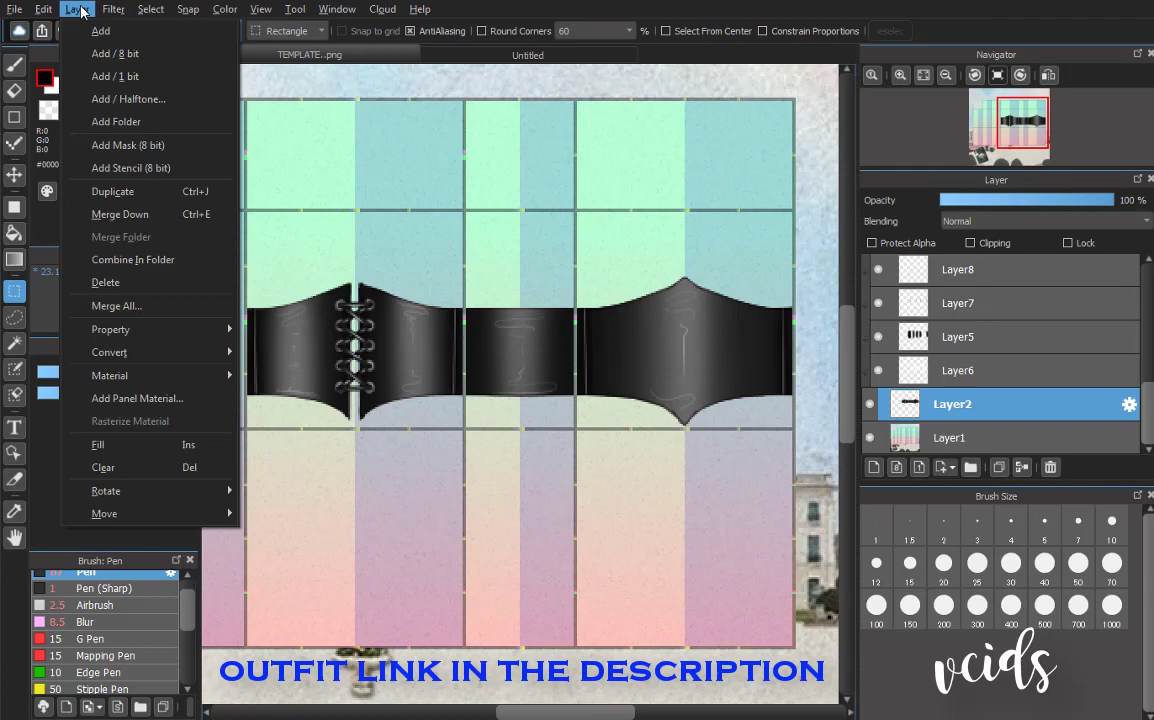 File Edit Layer Filter Select Snap Color View Tool Window Cloud Help
Rectangle Snap to grid AntiAliasing Round Corners 60 % Select From Center Constrain Proportions
TEMPLATE..png Untitled
R:0
G:0
B:0
#0000
* 23.1
Add
Add / 8 bit
Add / 1 bit
Add / Halftone...
Add Folder
Add Mask (8 bit)
Add Stencil (8 bit)
Duplicate Ctrl+J
Merge Down Ctrl+E
Merge Folder
Combine In Folder
Delete
Merge All...
Property
Convert
Material
Add Panel Material...
Rasterize Material
Fill Ins
Clear Del
Rotate
Move
Brush: Pen
Pen
1 Pen (Sharp)
2.5 Airbrush
8.5 Blur
15 G Pen
15 Mapping Pen
10 Edge Pen
50 Stipple Pen
OUTFIT LINK IN THE DESCRIPTION
Navigator
Layer
Opacity 100 %
Blending Normal
Protect Alpha Clipping Lock
Layer8
Layer7
Layer5
Layer6
Layer2
Layer1
Brush Size
1 1.5 2 3 4 5 7 10
12 15 20 25 30 40 50 70
100 150 200 300 400 500 700 1000
vcids